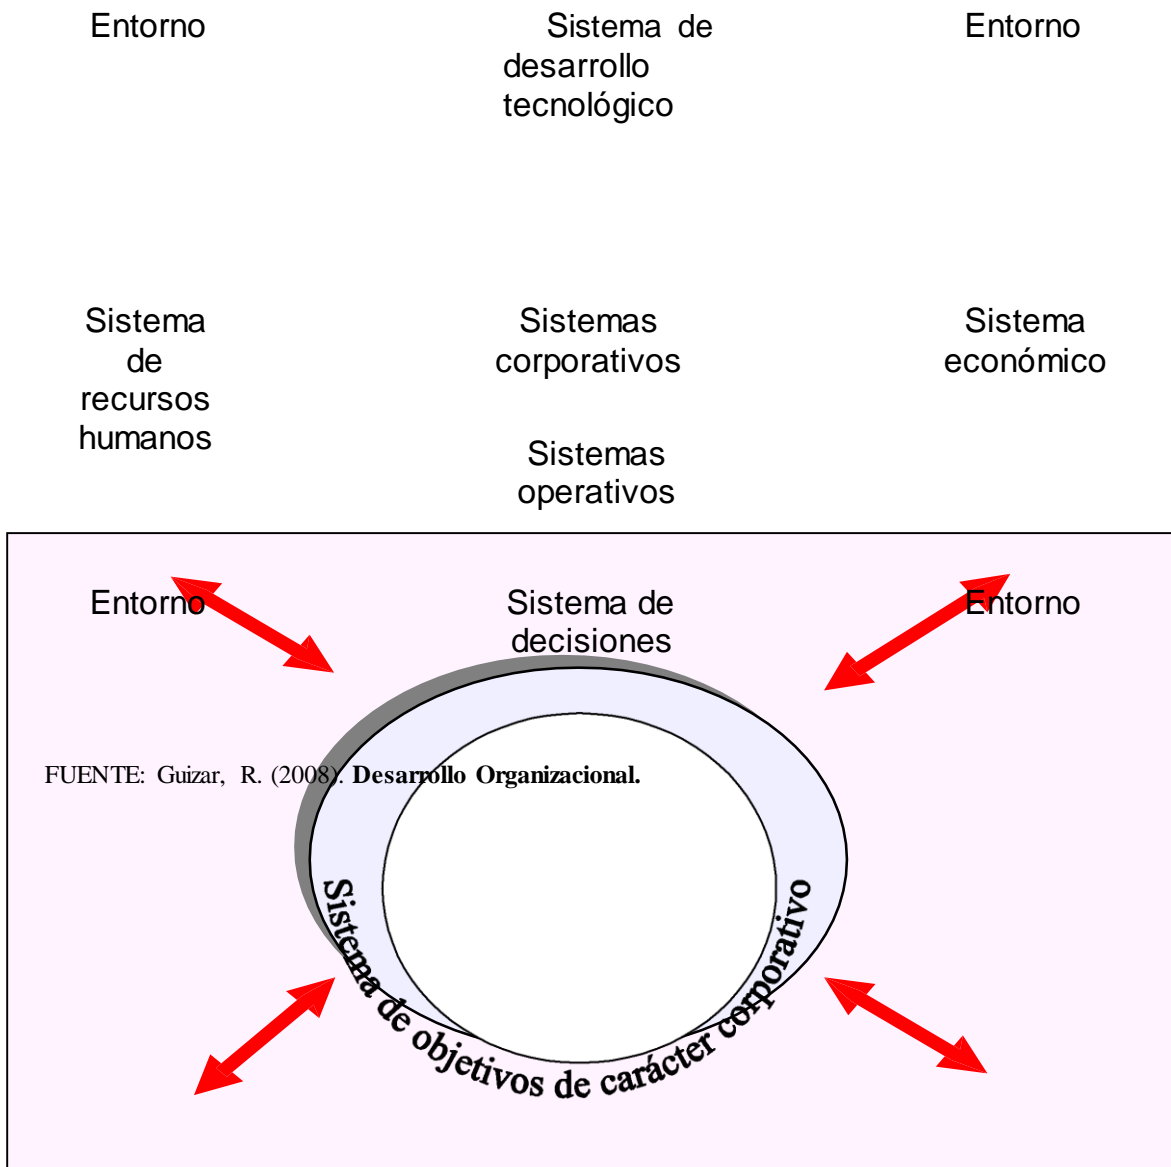 Entorno
Sistema de
desarrollo
tecnológico
Entorno
Sistema
de
recursos
humanos
Sistemas
corporativos
Sistema
económico
Sistemas
operativos
Entorno
Sistema de
decisiones
Entorno
FUENTE: Guizar, R. (2008). Desarrollo Organizacional.
Sistema de objetivos de carácter corporativo